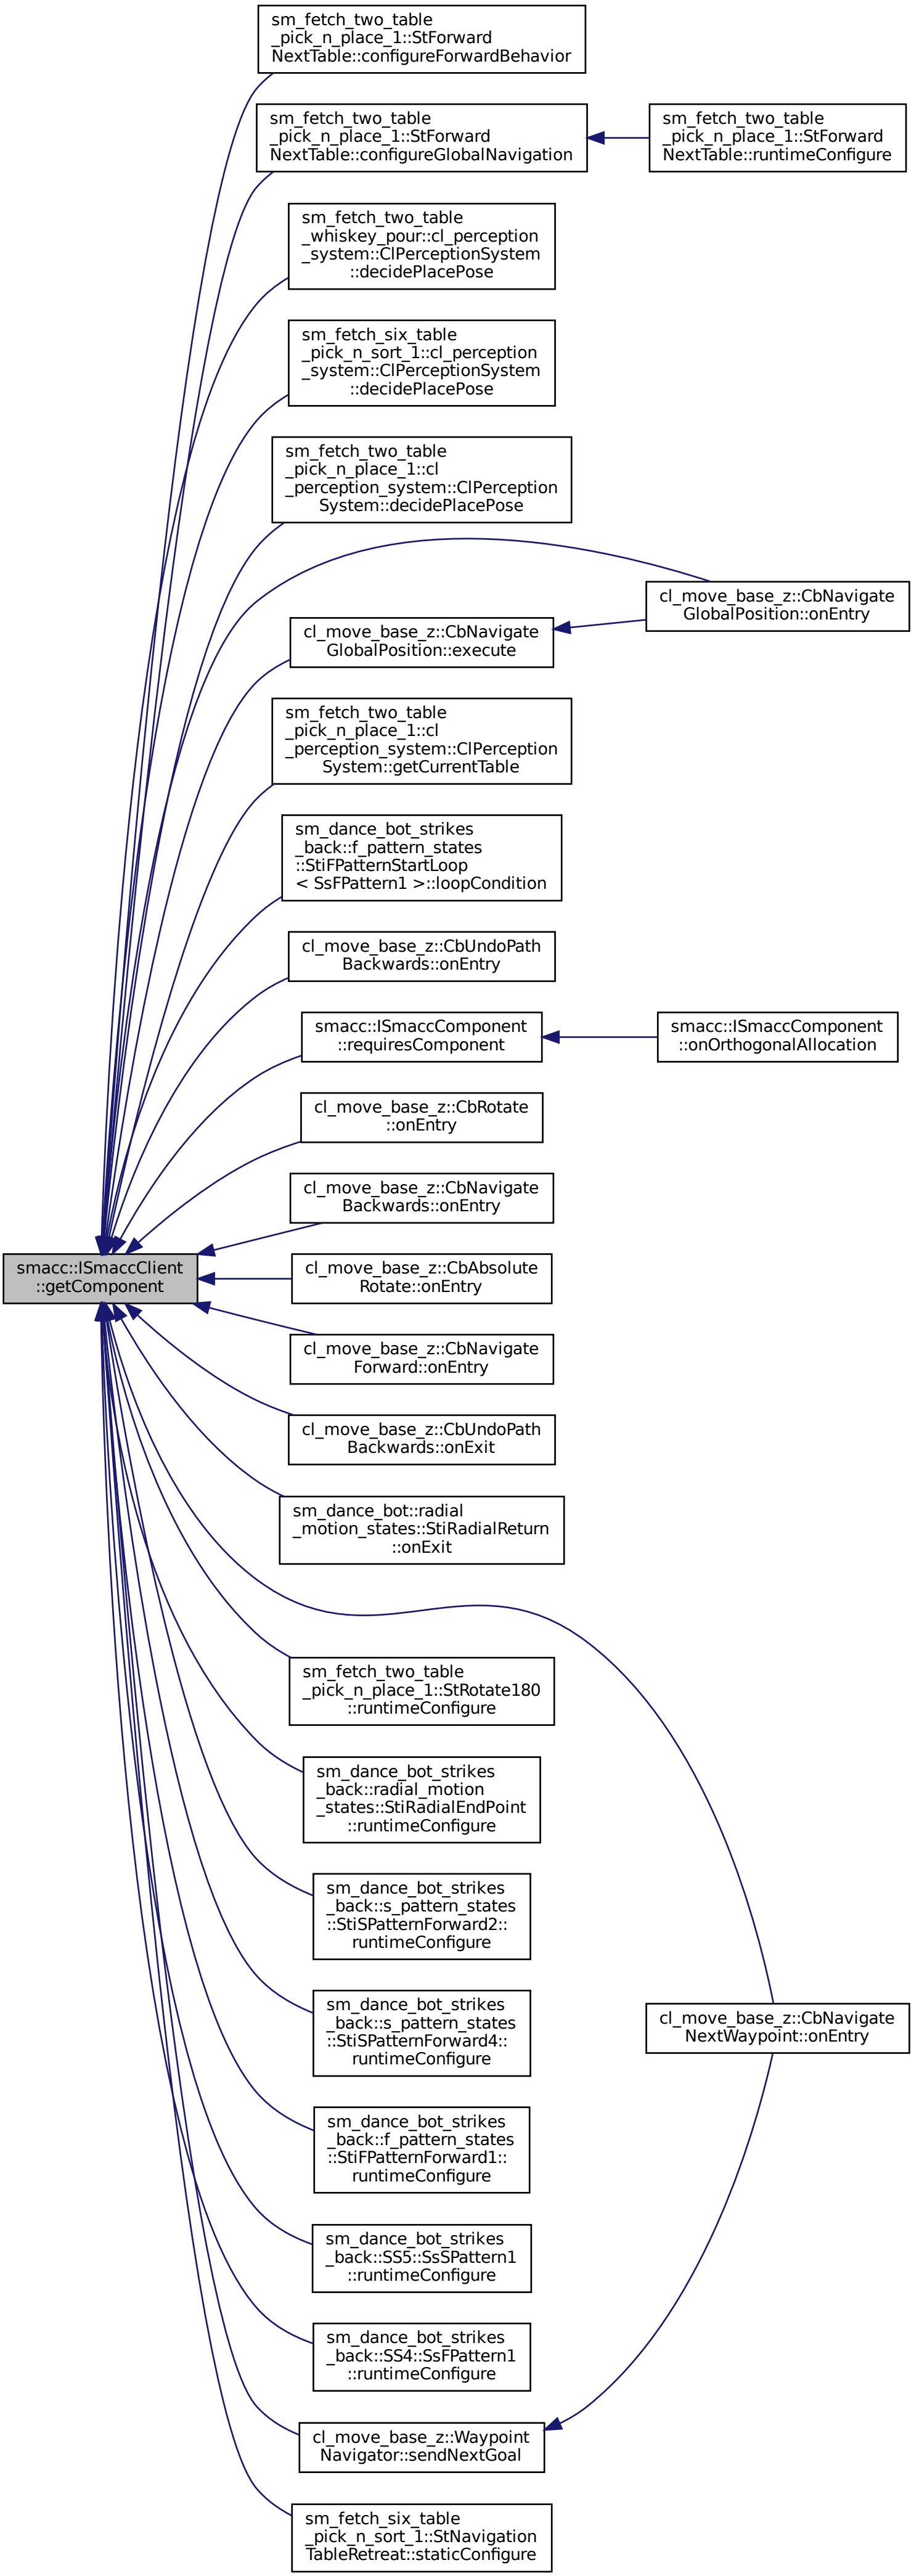 sm_fetch_two_table
_pick_n_place_1::StForward
NextTable::configureForwardBehavior
sm_fetch_two_table
_pick_n_place_1::StForward
NextTable::configureGlobalNavigation
sm_fetch_two_table
_pick_n_place_1::StForward
NextTable::runtimeConfigure
sm_fetch_two_table
_whiskey_pour::cl_perception
_system::ClPerceptionSystem
::decidePlacePose
sm_fetch_six_table
_pick_n_sort_1::cl_perception
_system::ClPerceptionSystem
::decidePlacePose
sm_fetch_two_table
_pick_n_place_1::cl
_perception_system::ClPerception
System::decidePlacePose
cl_move_base_z::CbNavigate
GlobalPosition::onEntry
cl_move_base_z::CbNavigate
GlobalPosition::execute
sm_fetch_two_table
_pick_n_place_1::cl
_perception_system::ClPerception
System::getCurrentTable
sm_dance_bot_strikes
_back::f_pattern_states
::StiFPatternStartLoop
< SsFPattern1 >::loopCondition
cl_move_base_z::CbUndoPath
Backwards::onEntry
smacc::ISmaccComponent
::requiresComponent
smacc::ISmaccComponent
::onOrthogonalAllocation
cl_move_base_z::CbRotate
::onEntry
cl_move_base_z::CbNavigate
Backwards::onEntry
smacc::ISmaccClient
::getComponent
cl_move_base_z::CbAbsolute
Rotate::onEntry
cl_move_base_z::CbNavigate
Forward::onEntry
cl_move_base_z::CbUndoPath
Backwards::onExit
sm_dance_bot::radial
_motion_states::StiRadialReturn
::onExit
sm_fetch_two_table
_pick_n_place_1::StRotate180
::runtimeConfigure
sm_dance_bot_strikes
_back::radial_motion
_states::StiRadialEndPoint
::runtimeConfigure
sm_dance_bot_strikes
_back::s_pattern_states
::StiSPatternForward2::
runtimeConfigure
sm_dance_bot_strikes
_back::s_pattern_states
::StiSPatternForward4::
runtimeConfigure
cl_move_base_z::CbNavigate
NextWaypoint::onEntry
sm_dance_bot_strikes
_back::f_pattern_states
::StiFPatternForward1::
runtimeConfigure
sm_dance_bot_strikes
_back::SS5::SsSPattern1
::runtimeConfigure
sm_dance_bot_strikes
_back::SS4::SsFPattern1
::runtimeConfigure
cl_move_base_z::Waypoint
Navigator::sendNextGoal
sm_fetch_six_table
_pick_n_sort_1::StNavigation
TableRetreat::staticConfigure